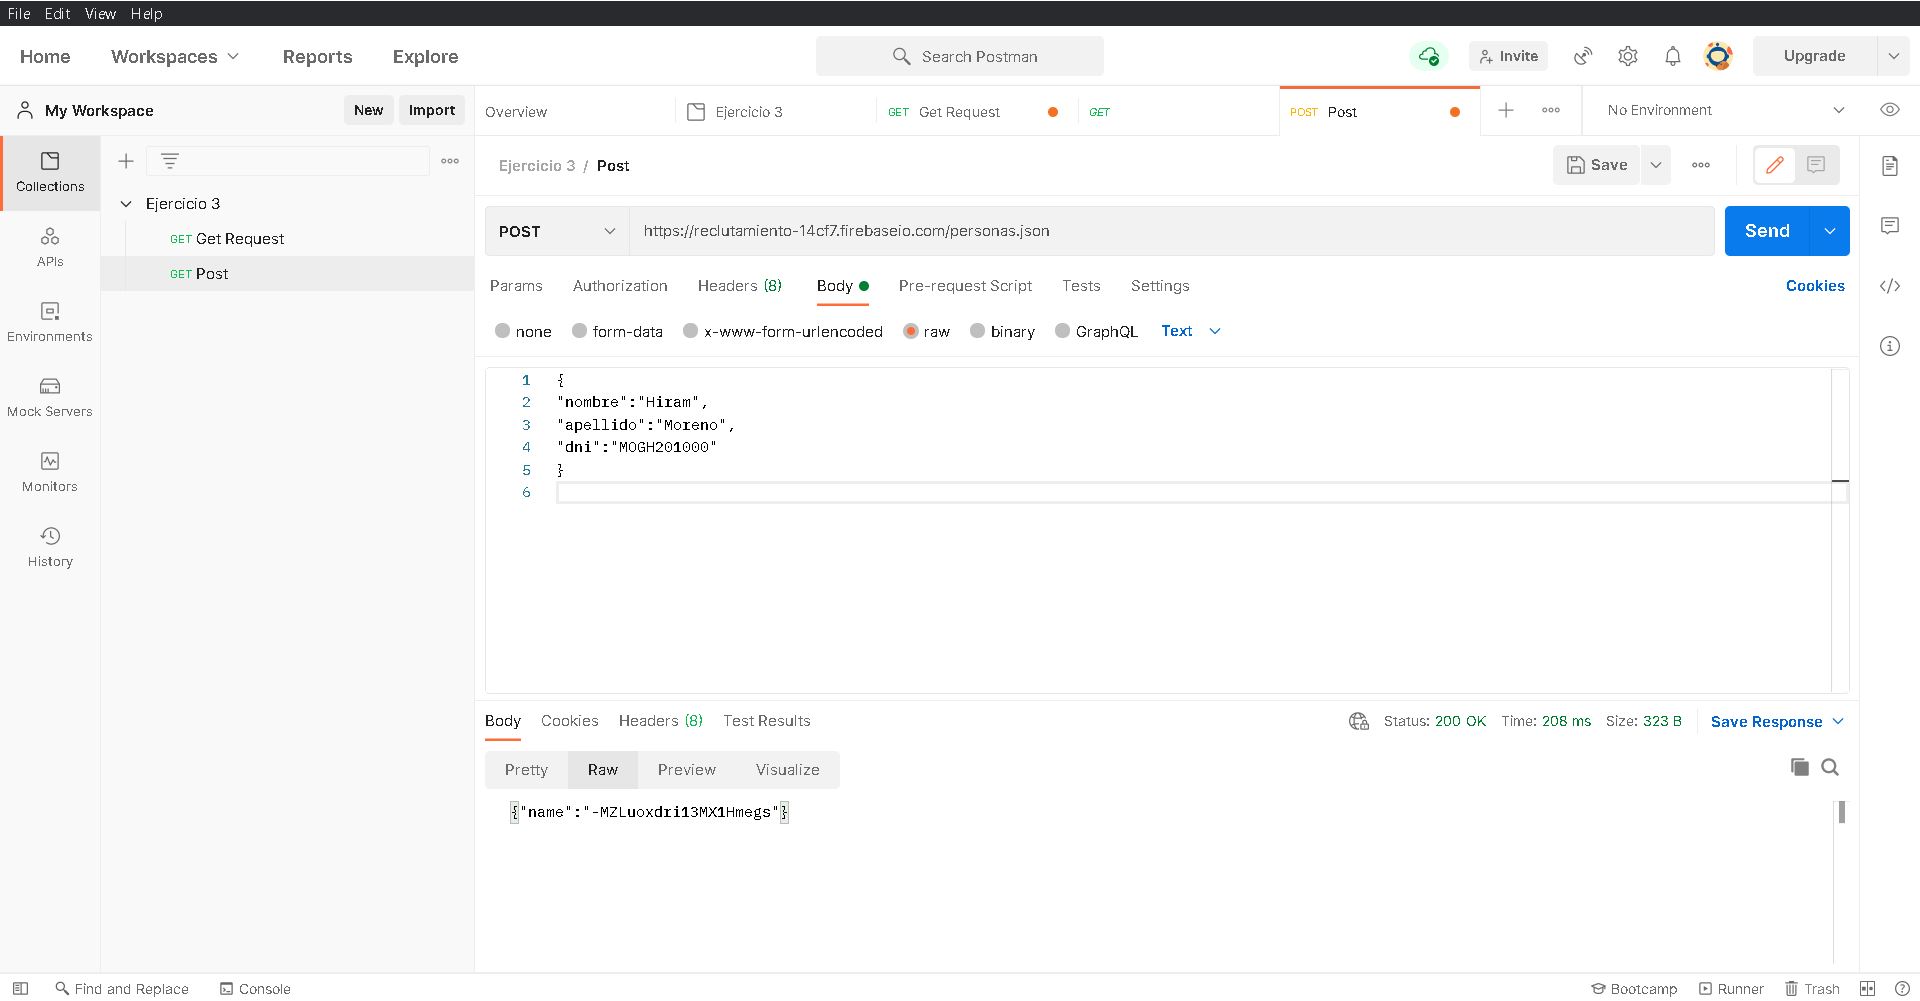 File Edit View Help
Home Workspaces Reports Explore Search Postman Invite Upgrade
My Workspace New Import Overview Ejercicio 3 GET Get Request GET POST Post No Environment
Ejercicio 3 / Post Save
Collections
Ejercicio 3
GET Get Request
GET Post
POST https://reclutamiento-14cf7.firebaseio.com/personas.json Send
APIs
Params Authorization Headers (8) Body Pre-request Script Tests Settings Cookies
Environments
none form-data x-www-form-urlencoded raw binary GraphQL Text
Mock Servers
Monitors
History
1 {
2 "nombre":"Hiram",
3 "apellido":"Moreno",
4 "dni":"MOGH201000"
5 }
6
Body Cookies Headers (8) Test Results Status: 200 OK Time: 208 ms Size: 323 B Save Response
Pretty Raw Preview Visualize
{"name":"-MZLuoxdri13MX1Hmegs"}
Find and Replace Console Bootcamp Runner Trash